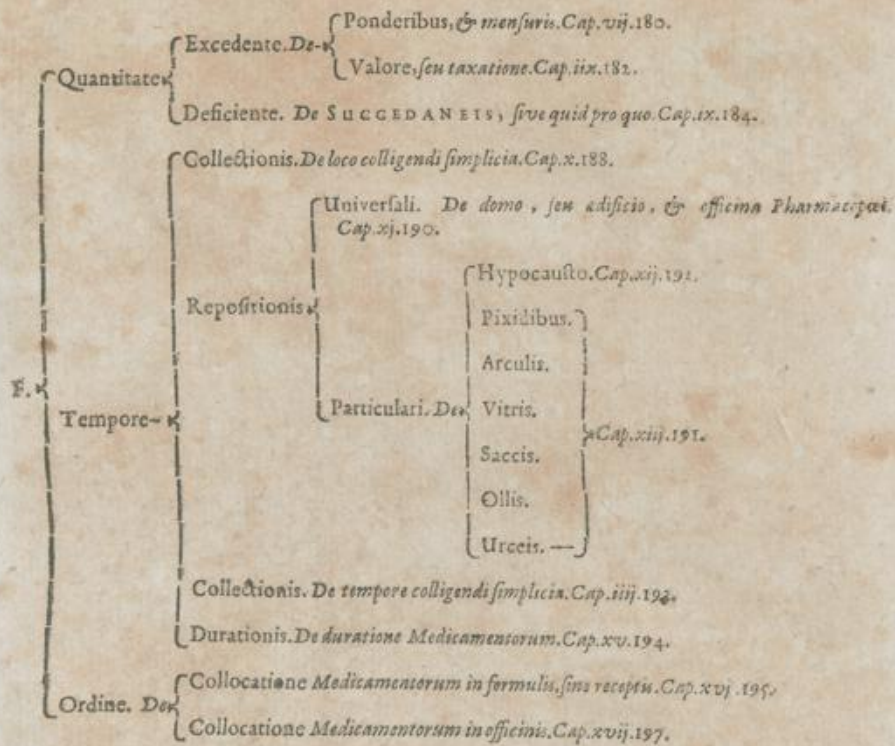 Ponderibus, & mensuris. Cap. vij. 180.
Excedente. De
Valore, seu taxatione. Cap. iix. 182.
Quantitate
Deficiente. De SUCCEDANEIS, sive quid pro quo. Cap. ix. 184.
Collectionis. De loco colligendi simplicia. Cap. x. 188.
Universali. De domo, seu ædificio, & officina Pharmacopœi.
Cap. xj. 190.
Hypocausto. Cap. xij. 191.
Repositionis
Pixidibus.
Arculis.
F.
Particulari. De
Vitris.
Tempore
Cap. xiij. 191.
Saccis.
Ollis.
Urceis.
Collectionis. De tempore colligendi simplicia. Cap. iiij. 193.
Durationis. De duratione Medicamentorum. Cap. xv. 194.
Collocatione Medicamentorum in formulis, sive receptis. Cap. xvj. 195.
Ordine. De
Collocatione Medicamentorum in officinis. Cap. xvij. 197.